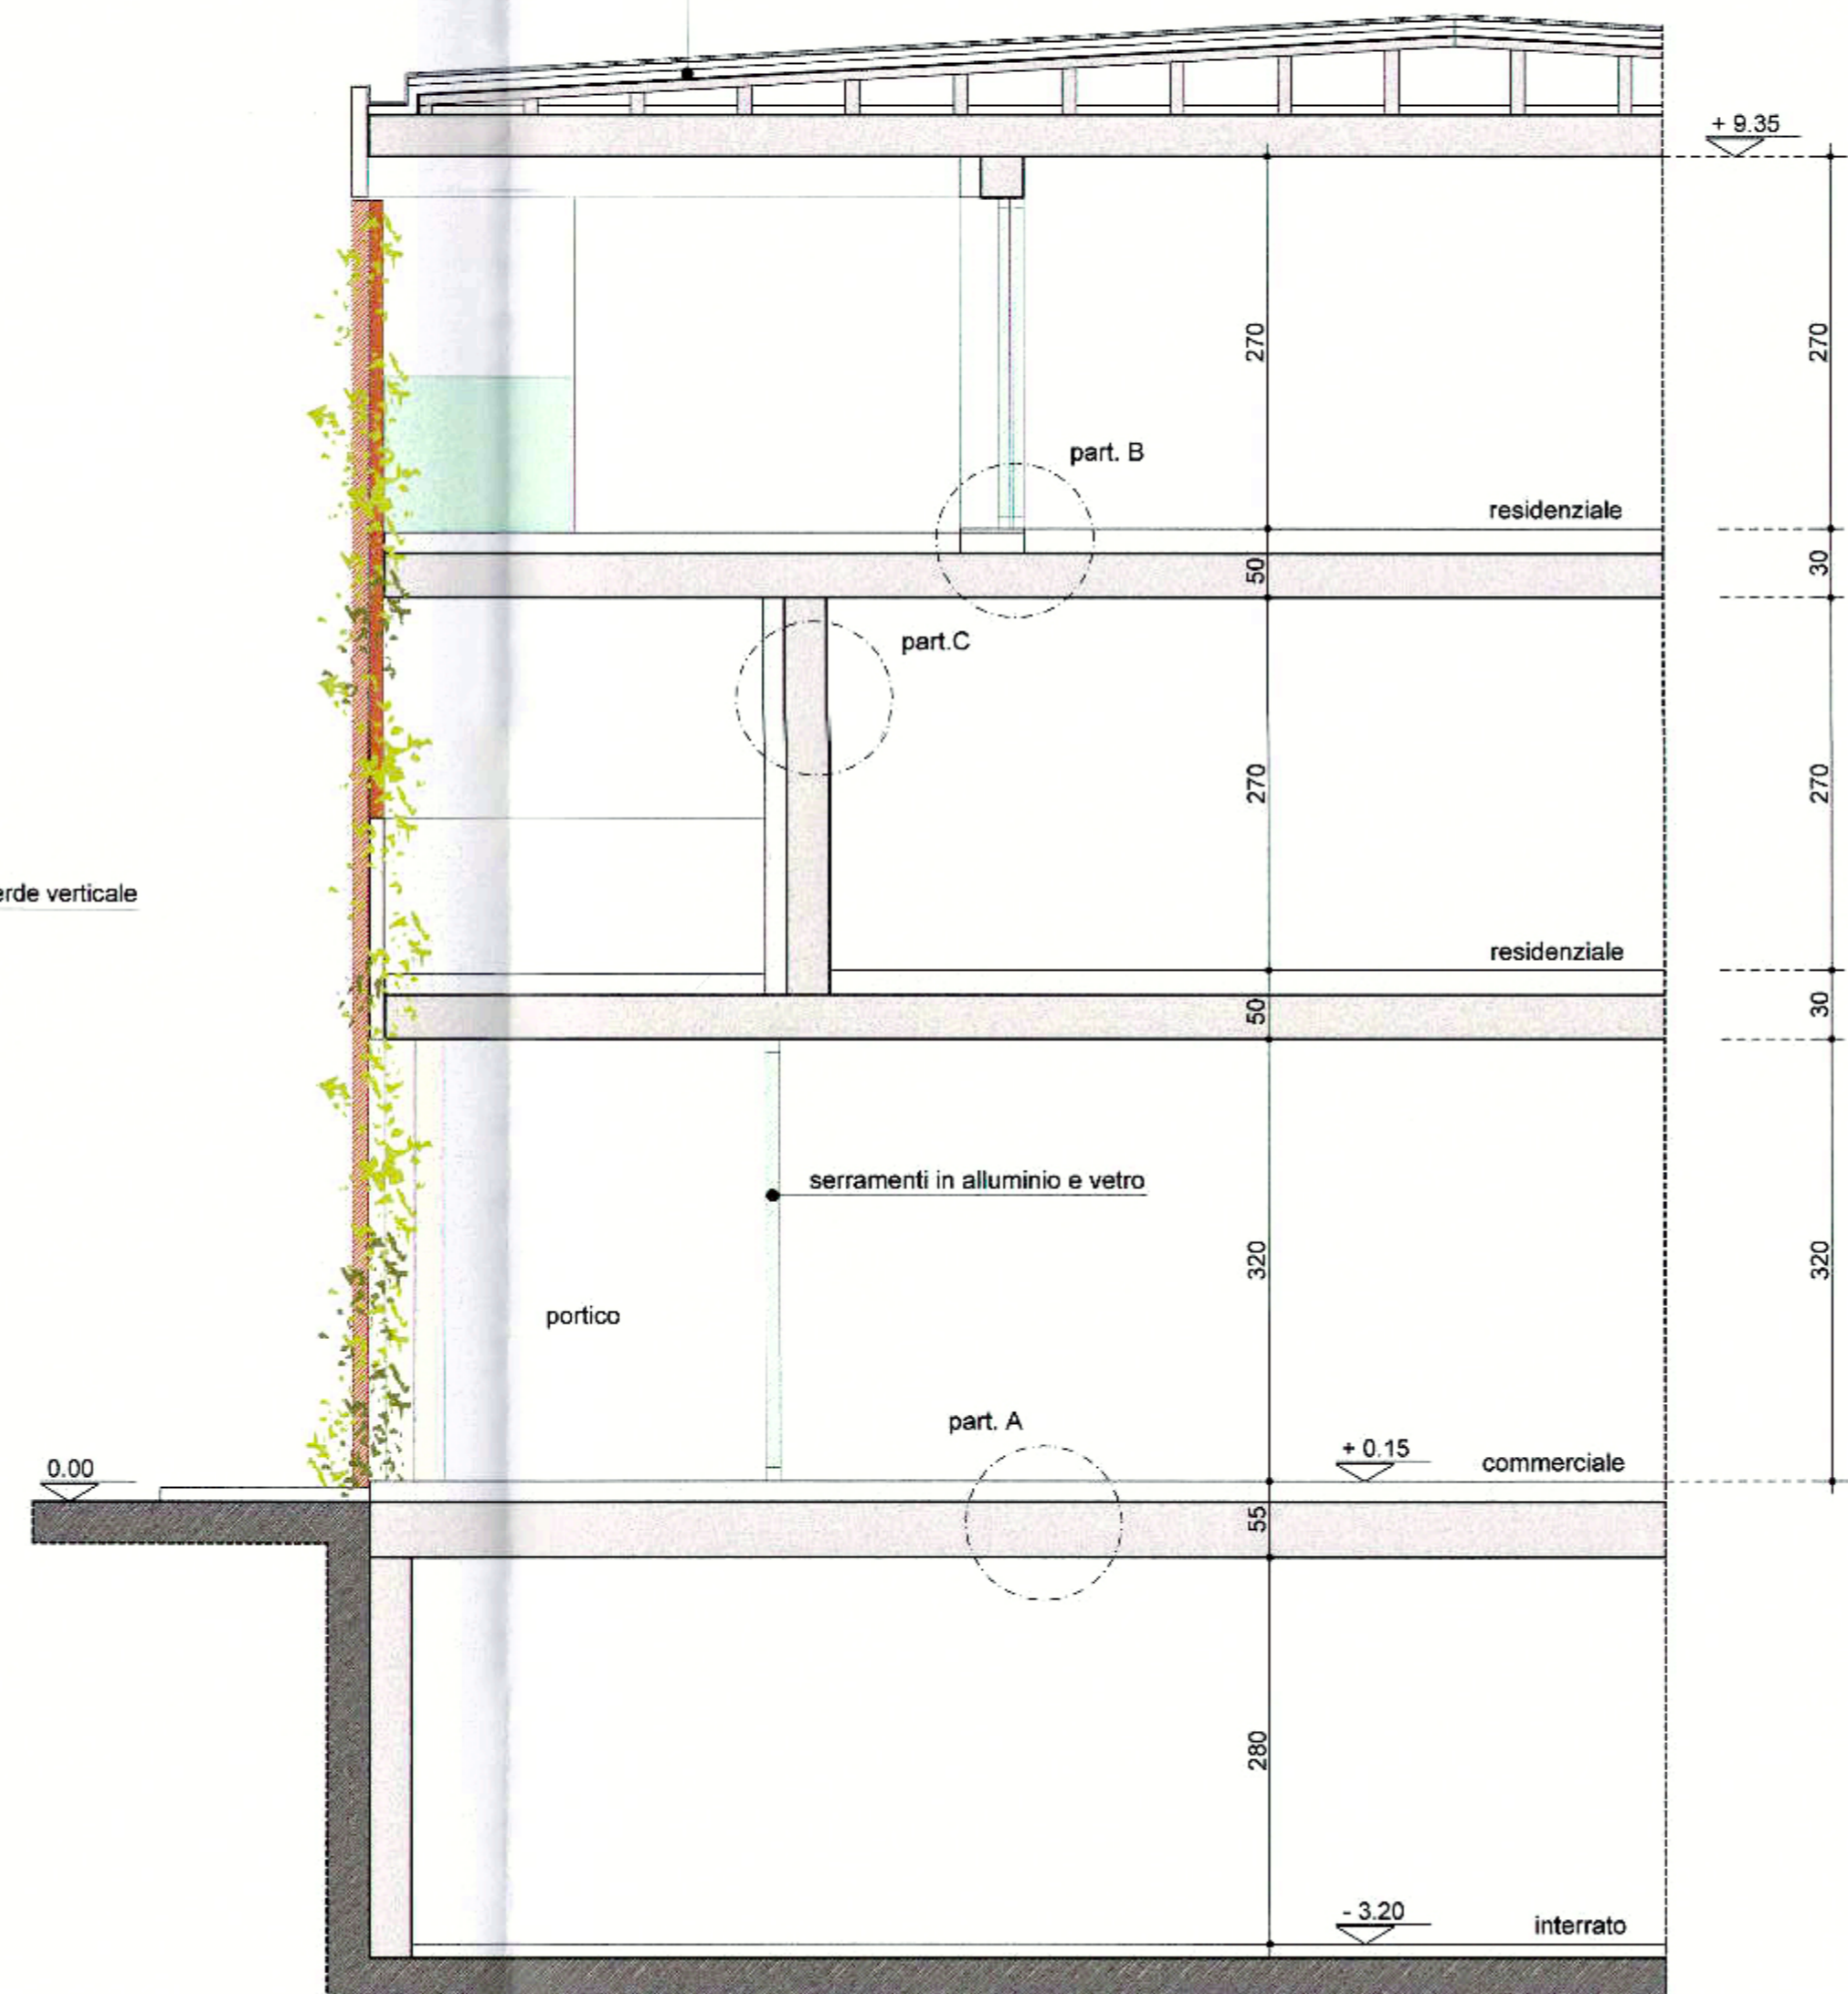 + 9.35
270
270
part. B
residenziale
50
30
part.C
270
270
erde verticale
residenziale
50
30
serramenti in alluminio e vetro
320
320
portico
part. A
+ 0.15
commerciale
0.00
55
280
- 3.20
interrato